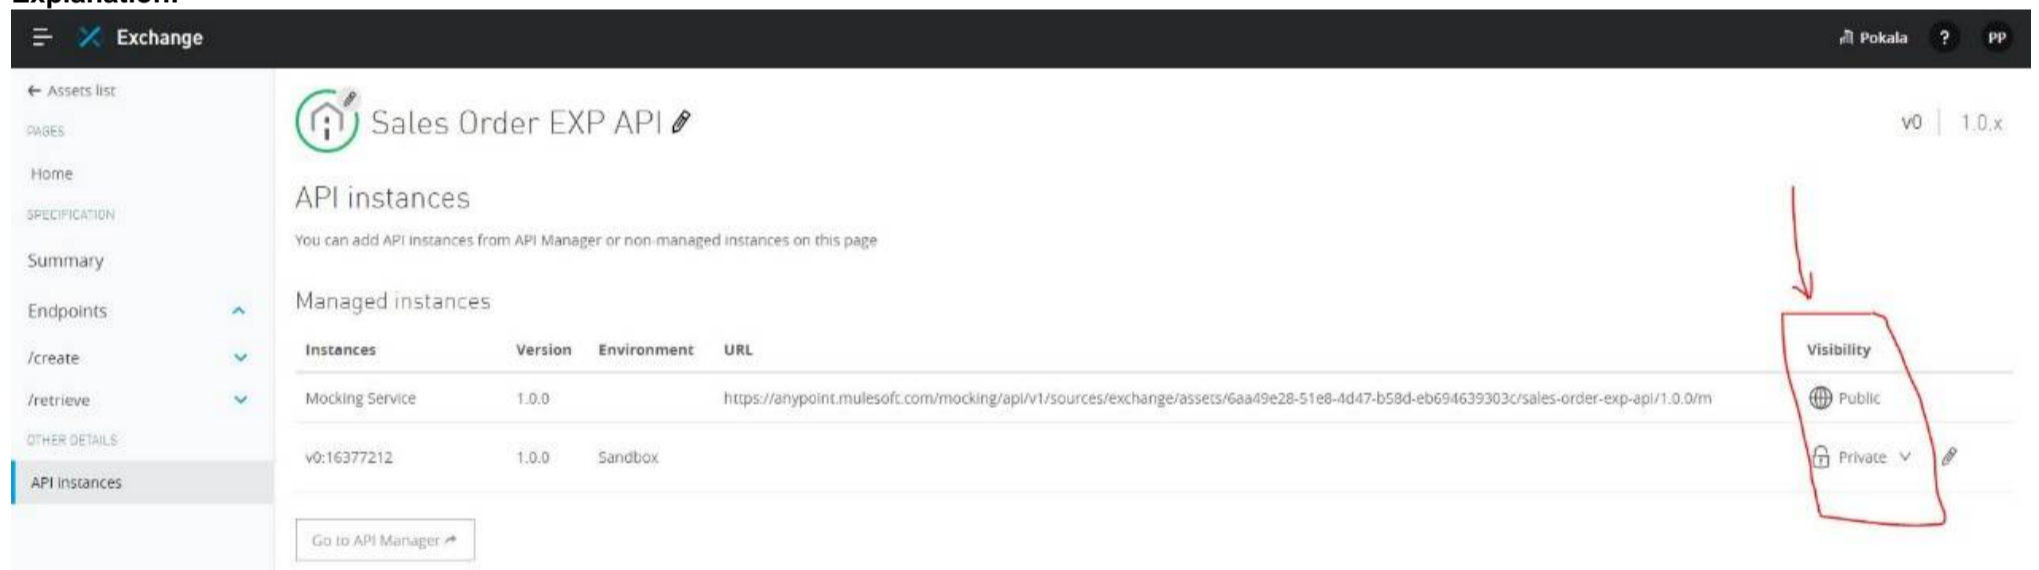 Explanation:
Exchange
Pokala ? PP
← Assets list
PAGES
Home
SPECIFICATION
Summary
Endpoints
/create
/retrieve
OTHER DETAILS
API instances
Sales Order EXP API
v0 | 1.0.x
API instances
You can add API instances from API Manager or non-managed instances on this page
Managed instances
Instances Version Environment URL Visibility
Mocking Service 1.0.0 https://anypoint.mulesoft.com/mocking/api/v1/sources/exchange/assets/6aa49e28-51e8-4d47-b58d-eb694639303c/sales-order-exp-api/1.0.0/m Public
v0:16377212 1.0.0 Sandbox Private
Go to API Manager